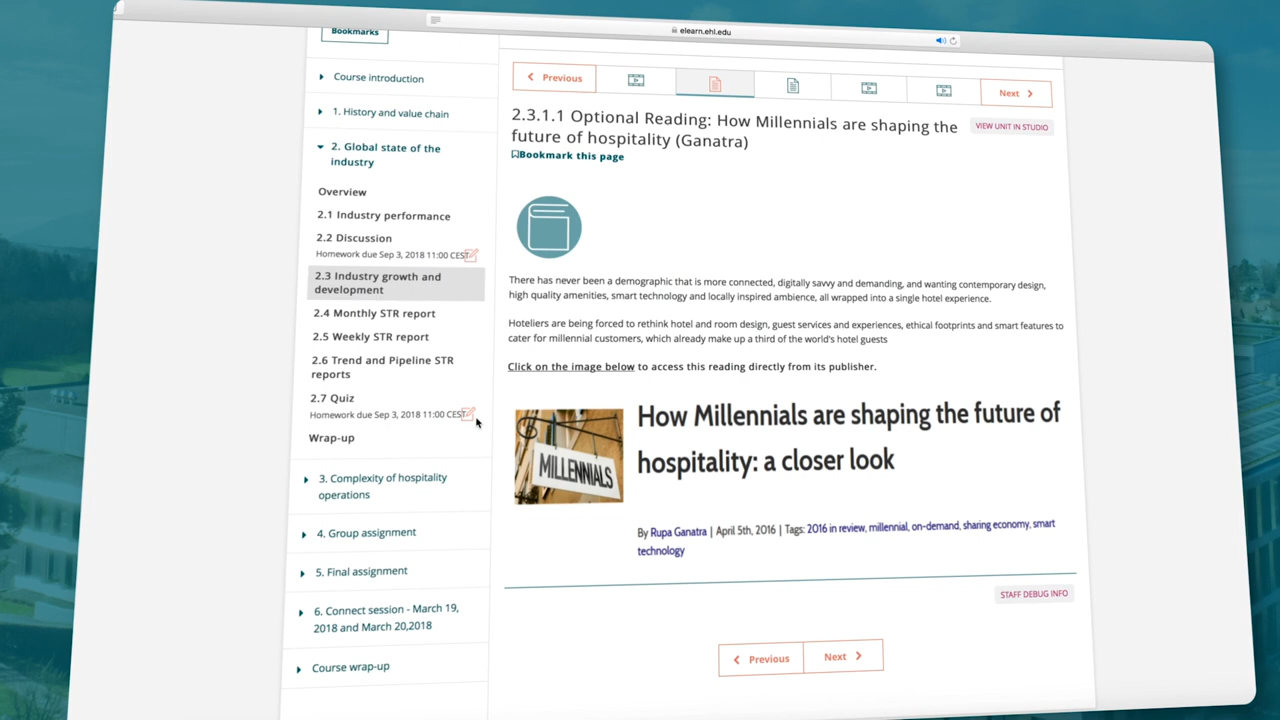 elearn.ehl.edu
Bookmarks
Course introduction
1. History and value chain
2. Global state of the
industry
Overview
2.1 Industry performance
2.2 Discussion
Homework due Sep 3, 2018 11:00 CEST
2.3 Industry growth and
development
2.4 Monthly STR report
2.5 Weekly STR report
2.6 Trend and Pipeline STR
reports
2.7 Quiz
Homework due Sep 3, 2018 11:00 CEST
Wrap-up
3. Complexity of hospitality
operations
4. Group assignment
5. Final assignment
6. Connect session - March 19,
2018 and March 20,2018
Course wrap-up
Previous
Next
2.3.1.1 Optional Reading: How Millennials are shaping the
future of hospitality (Ganatra)
VIEW UNIT IN STUDIO
Bookmark this page
There has never been a demographic that is more connected, digitally savvy and demanding, and wanting contemporary design,
high quality amenities, smart technology and locally inspired ambience, all wrapped into a single hotel experience.
Hoteliers are being forced to rethink hotel and room design, guest services and experiences, ethical footprints and smart features to
cater for millennial customers, which already make up a third of the world's hotel guests
Click on the image below to access this reading directly from its publisher.
MILLENNIALS
How Millennials are shaping the future of
hospitality: a closer look
By Rupa Ganatra | April 5th, 2016 | Tags: 2016 in review, millennial, on-demand, sharing economy, smart
technology
STAFF DEBUG INFO
Previous
Next